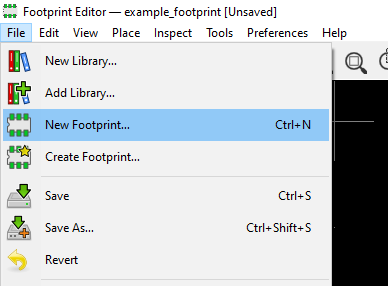 Footprint Editor — example_footprint [Unsaved]
File Edit View Place Inspect Tools Preferences Help
New Library...
Add Library...
New Footprint... Ctrl+N
Create Footprint...
Save Ctrl+S
Save As... Ctrl+Shift+S
Revert